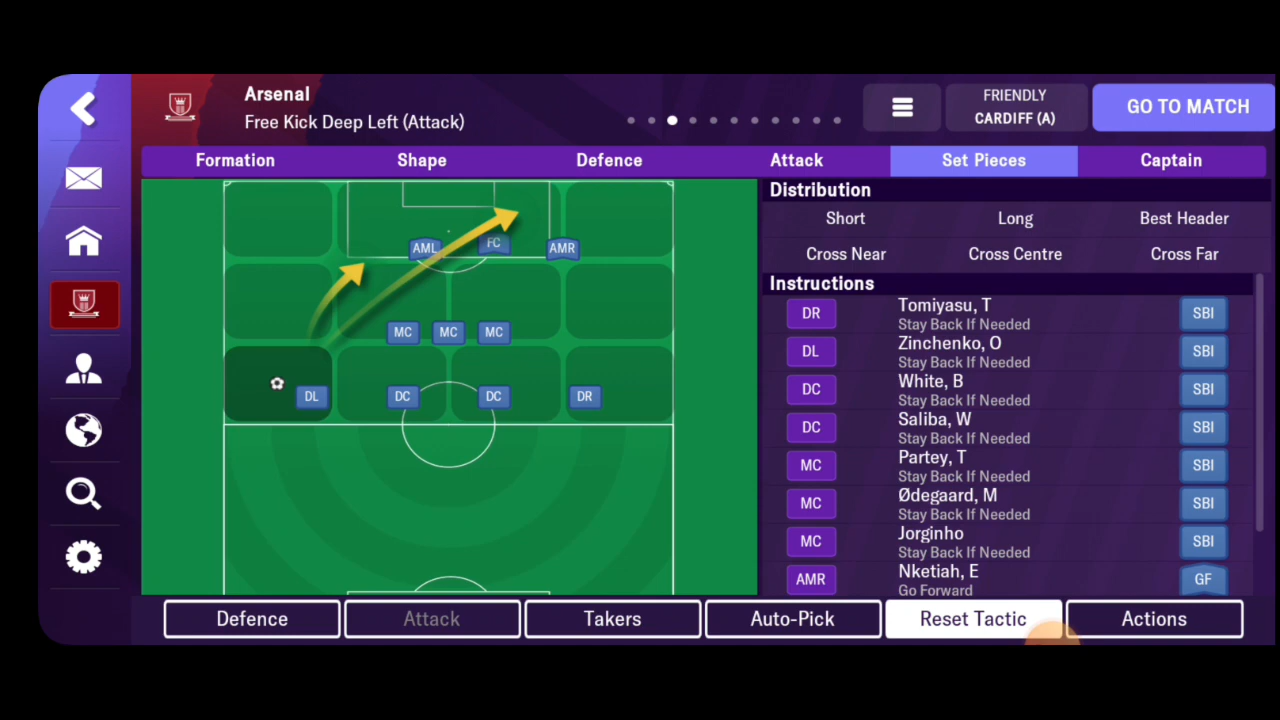 Arsenal
Free Kick Deep Left (Attack)
FRIENDLY
CARDIFF (A)
GO TO MATCH
Formation Shape Defence Attack Set Pieces Captain
AML FC AMR
MC MC MC
DL DC DC DR
Distribution
Short Long Best Header
Cross Near Cross Centre Cross Far
Instructions
DR Tomiyasu, T SBI
Stay Back If Needed
DL Zinchenko, O SBI
Stay Back If Needed
DC White, B SBI
Stay Back If Needed
DC Saliba, W SBI
Stay Back If Needed
MC Partey, T SBI
Stay Back If Needed
MC Ødegaard, M SBI
Stay Back If Needed
MC Jorginho SBI
Stay Back If Needed
AMR Nketiah, E GF
Go Forward
Defence Attack Takers Auto-Pick Reset Tactic Actions